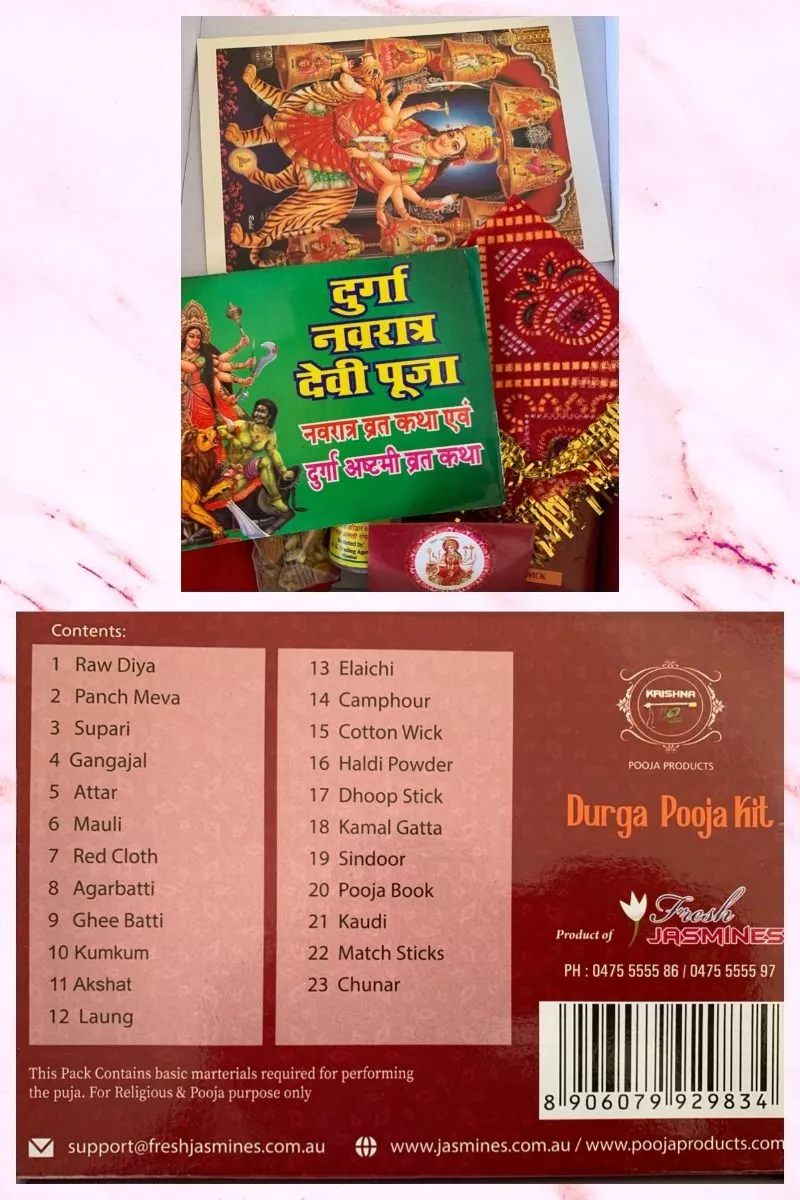 दुर्गा
नवरात्र
देवी पूजा
नवरात्र व्रत कथा एवं
दुर्गा अष्टमी व्रत कथा
Marketed by:
Contents:
1 Raw Diya
2 Panch Meva
3 Supari
4 Gangajal
5 Attar
6 Mauli
7 Red Cloth
8 Agarbatti
9 Ghee Batti
10 Kumkum
11 Akshat
12 Laung
13 Elaichi
14 Camphour
15 Cotton Wick
16 Haldi Powder
17 Dhoop Stick
18 Kamal Gatta
19 Sindoor
20 Pooja Book
21 Kaudi
22 Match Sticks
23 Chunar
KRISHNA
POOJA PRODUCTS
Durga Pooja Kit
Product of Fresh
JASMINES
PH : 0475 5555 86 / 0475 5555 97
8 906079 929834
This Pack Contains basic marterials required for performing
the puja. For Religious & Pooja purpose only
support@freshjasmines.com.au www.jasmines.com.au / www.poojaproducts.com